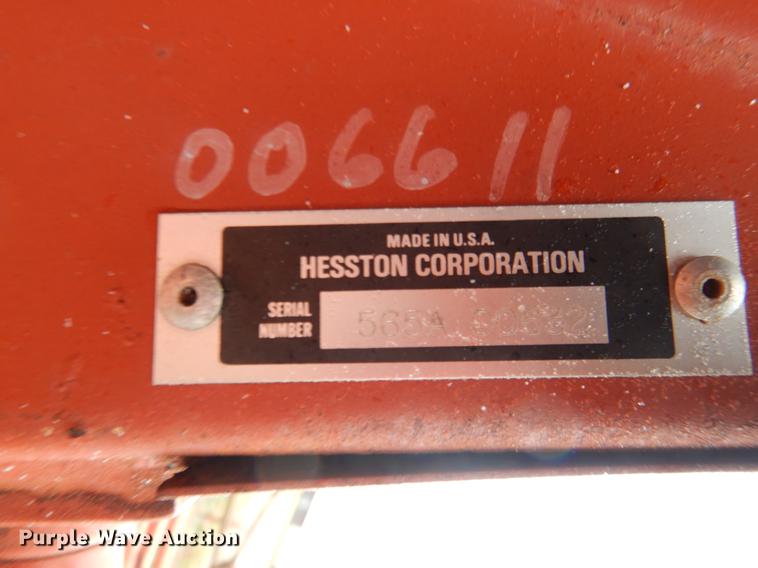 006611
MADE IN U.S.A.
HESSTON CORPORATION
SERIAL
NUMBER
565A
Purple Wave Auction